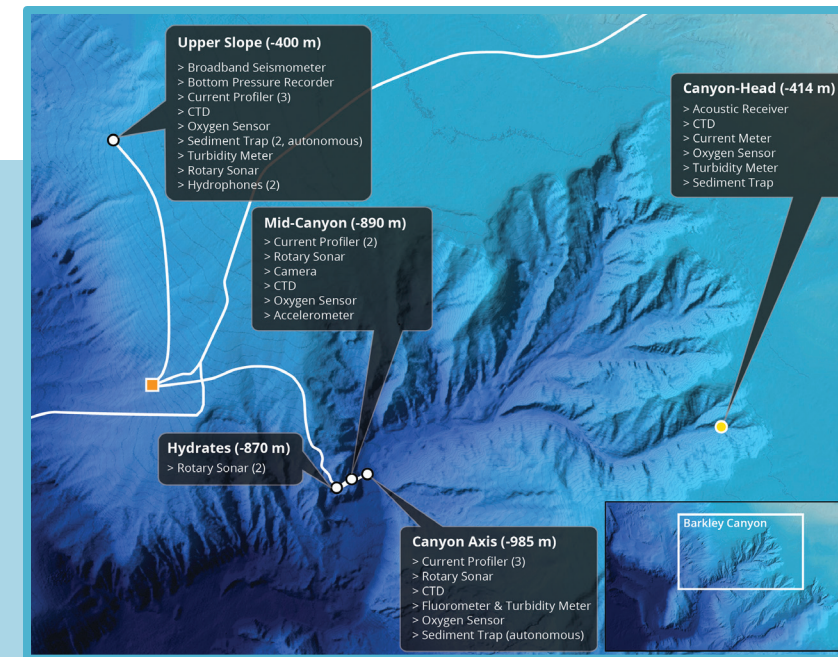 Upper Slope (-400 m)
> Broadband Seismometer
> Bottom Pressure Recorder
> Current Profiler (3)
> CTD
> Oxygen Sensor
> Sediment Trap (2, autonomous)
> Turbidity Meter
> Rotary Sonar
> Hydrophones (2)
Canyon-Head (-414 m)
> Acoustic Receiver
> CTD
> Current Meter
> Oxygen Sensor
> Turbidity Meter
> Sediment Trap
Mid-Canyon (-890 m)
> Current Profiler (2)
> Rotary Sonar
> Camera
> CTD
> Oxygen Sensor
> Accelerometer
Hydrates (-870 m)
> Rotary Sonar (2)
Canyon Axis (-985 m)
> Current Profiler (3)
> Rotary Sonar
> CTD
> Fluorometer & Turbidity Meter
> Oxygen Sensor
> Sediment Trap (autonomous)
Barkley Canyon